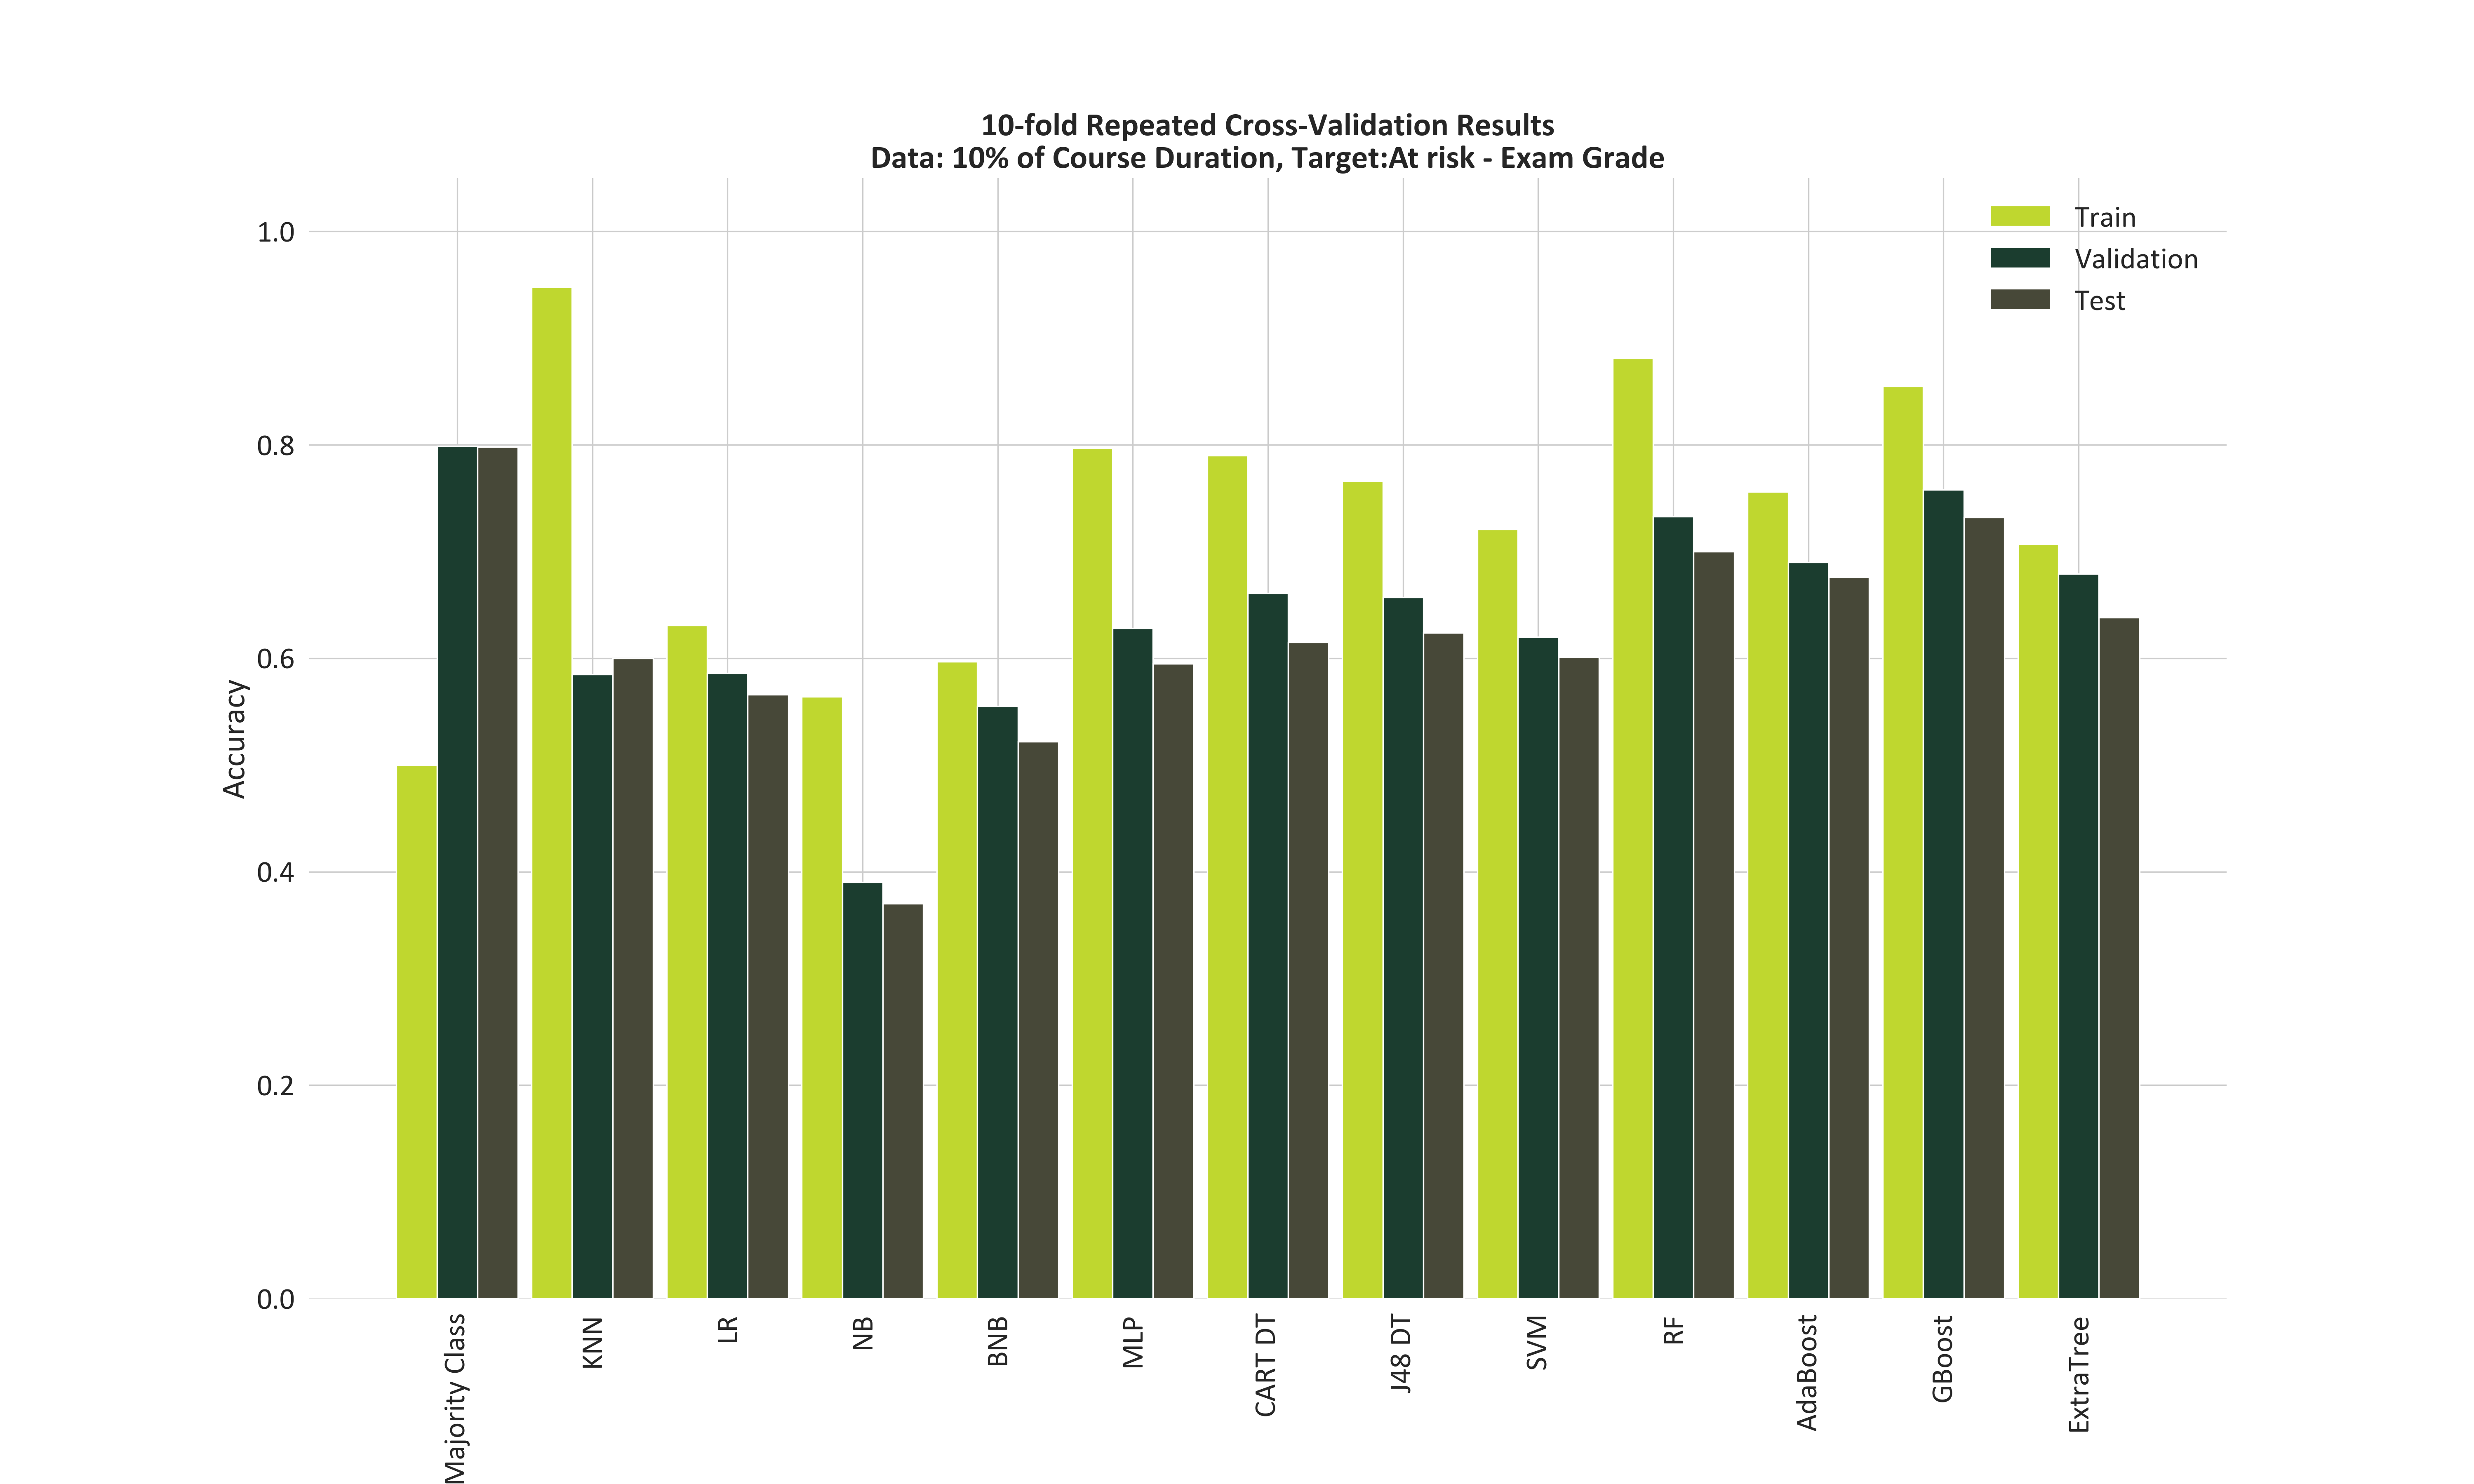 10-fold Repeated Cross-Validation Results
Data: 10% of Course Duration, Target:At risk - Exam Grade
Train
Validation
Test
1.0
0.8
0.6
0.4
0.2
0.0
Accuracy
Majority Class
KNN
LR
NB
BNB
MLP
CART DT
J48 DT
SVM
RF
AdaBoost
GBoost
ExtraTree